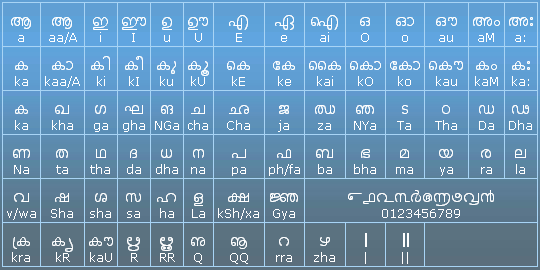 ആ ആ ഇ ഈ ഉ ഊ എ ഏ ഐ ഒ ഓ ഔ അം അഃ
a aa/A i I u U E e ai O o au aM a:
ക കാ കി കീ കു കൂ കെ കേ കൈ കൊ കോ കൌ കം കഃ
ka kaa/A ki kI ku kU kE ke kai kO ko kau kaM ka:
ക ഖ ഗ ഘ ങ ച ഛ ജ ഝ ഞ ട ഠ ഡ ഢ
ka kha ga gha NGa cha Cha ja za NYa Ta Tha Da Dha
ണ ത ഥ ദ ധ ന പ ഫ ബ ഭ മ യ ര ല
Na ta tha da dha na pa ph/fa ba bha ma ya ra la
വ ഷ ശ സ ഹ ള ക്ഷ ജ്ഞ ൦൧൨൩൪൫൬൭൮൯
v/wa Sha sha sa ha La kSh/xa Gya 0123456789
ക്ര കൃ കൗ ഋ ൠ ഌ ൡ റ ഴ । ॥
kra kR kaU R RR Q QQ rra zha | ||